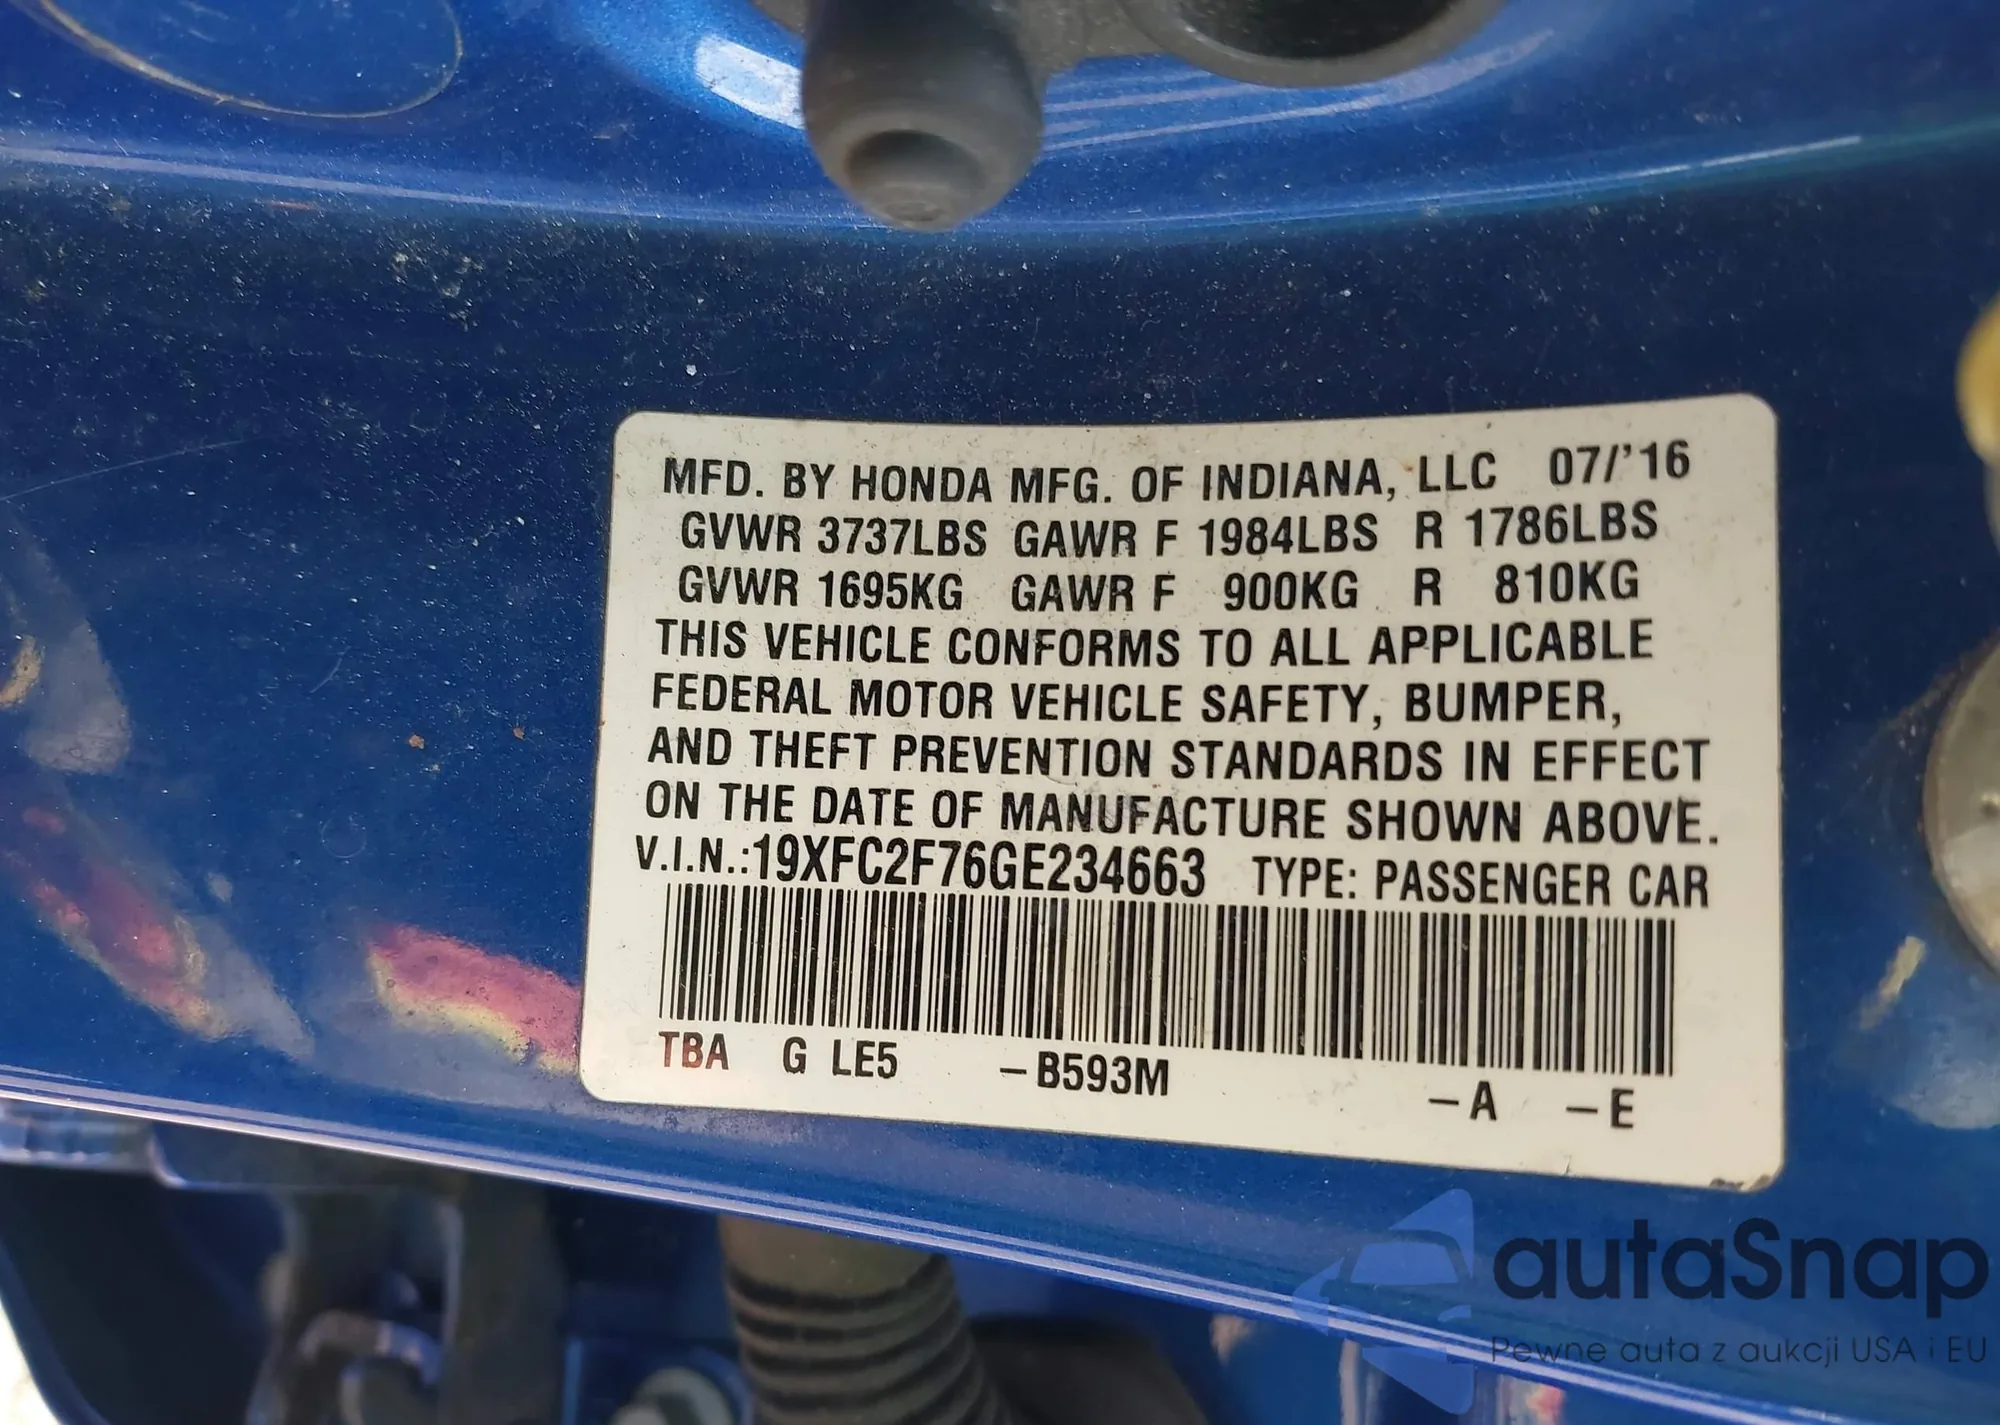 MFD. BY HONDA MFG. OF INDIANA, LLC 07/'16
GVWR 3737LBS GAWR F 1984LBS R 1786LBS
GVWR 1695KG GAWR F 900KG R 810KG
THIS VEHICLE CONFORMS TO ALL APPLICABLE
FEDERAL MOTOR VEHICLE SAFETY, BUMPER,
AND THEFT PREVENTION STANDARDS IN EFFECT
ON THE DATE OF MANUFACTURE SHOWN ABOVE.
V.I.N.:19XFC2F76GE234663 TYPE: PASSENGER CAR
TBA G LE5 -B593M -A -E
autaSnap
Pewne auta z aukcji USA i EU